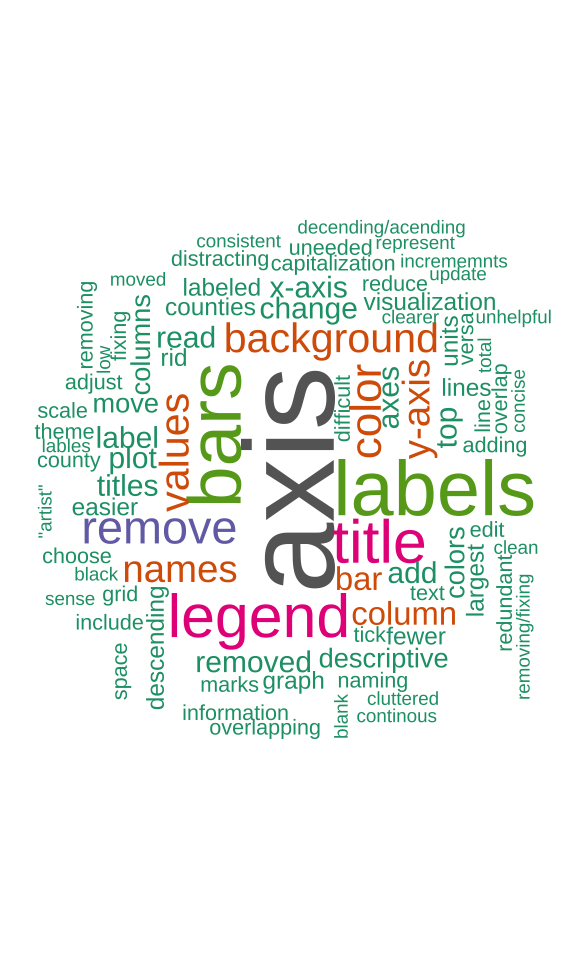 decending/acending
consistent
uneeded
represent
distracting
capitalization
incrememnts
update
moved
labeled
x-axis
reduce
visualization
counties
change
clearer
unhelpful
removing
low
fixing
columns
read
rid
background
units
versa
total
adjust
scale
move
values
bars
axis
difficult
color
axes
y-axis
top
lines
line
overlap
concise
theme
lables
label
county
plot
adding
titles
labels
"artist"
easier
remove
title
edit
choose
black
names
bar
add
colors
largest
clean
redundant
sense
grid
text
removing/fixing
include
descending
legend
column
tick
fewer
space
removed
descriptive
marks
graph
naming
information
overlapping
blank
cluttered
continous